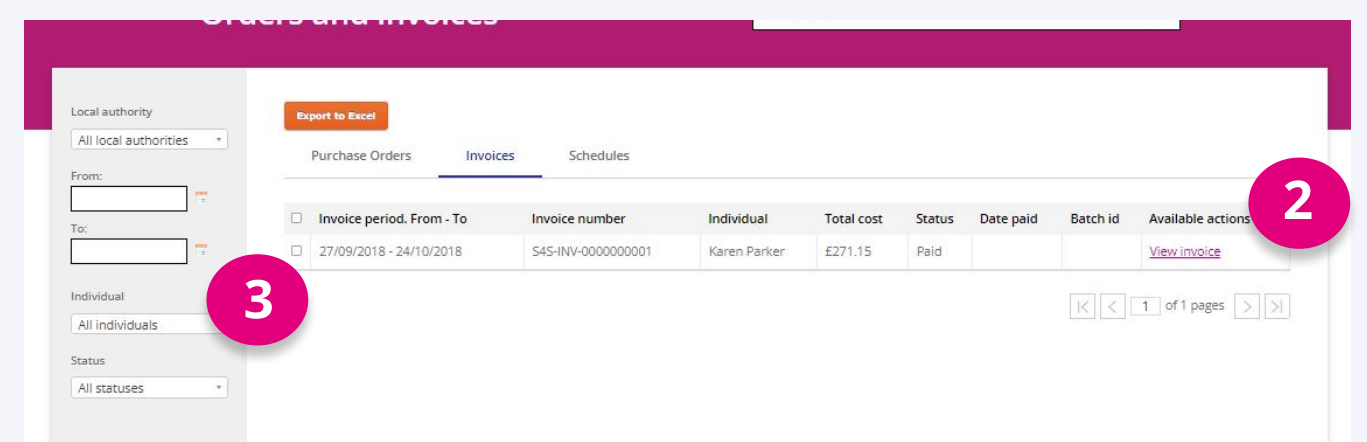 Orders and Invoices
Local authority
All local authorities
From:
To:
Individual
All individuals
Status
All statuses
Export to Excel
Purchase Orders Invoices Schedules
Invoice period. From - To Invoice number Individual Total cost Status Date paid Batch id Available actions
27/09/2018 - 24/10/2018 S4S-INV-0000000001 Karen Parker £271.15 Paid View invoice
1 of 1 pages
2
3